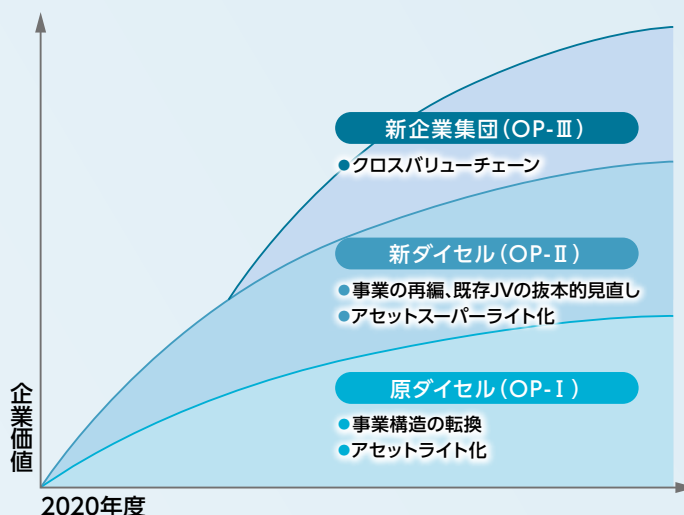 新企業集団(OP-Ⅲ)
●クロスバリューチェーン
新ダイセル(OP-Ⅱ)
●事業の再編、既存JVの抜本的見直し
●アセットスーパーライト化
原ダイセル(OP-Ⅰ)
●事業構造の転換
●アセットライト化
企業価値
2020年度